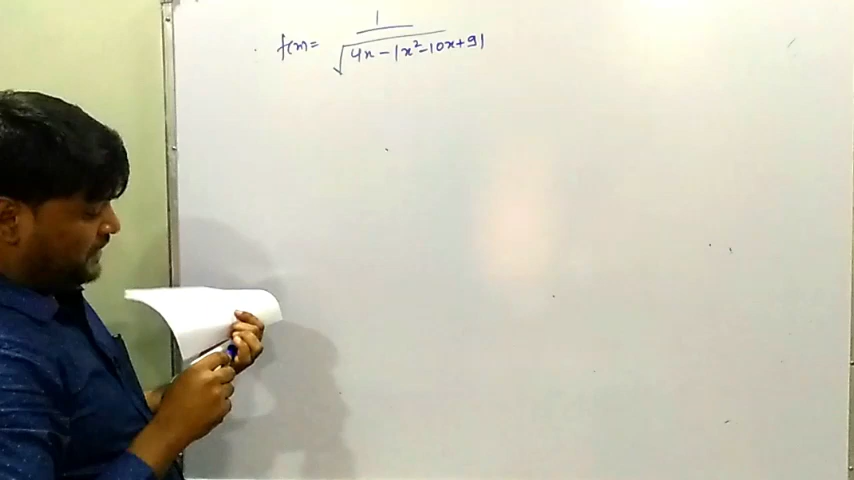 f(x) = 1 / √(4x - |x² - 10x + 9|)